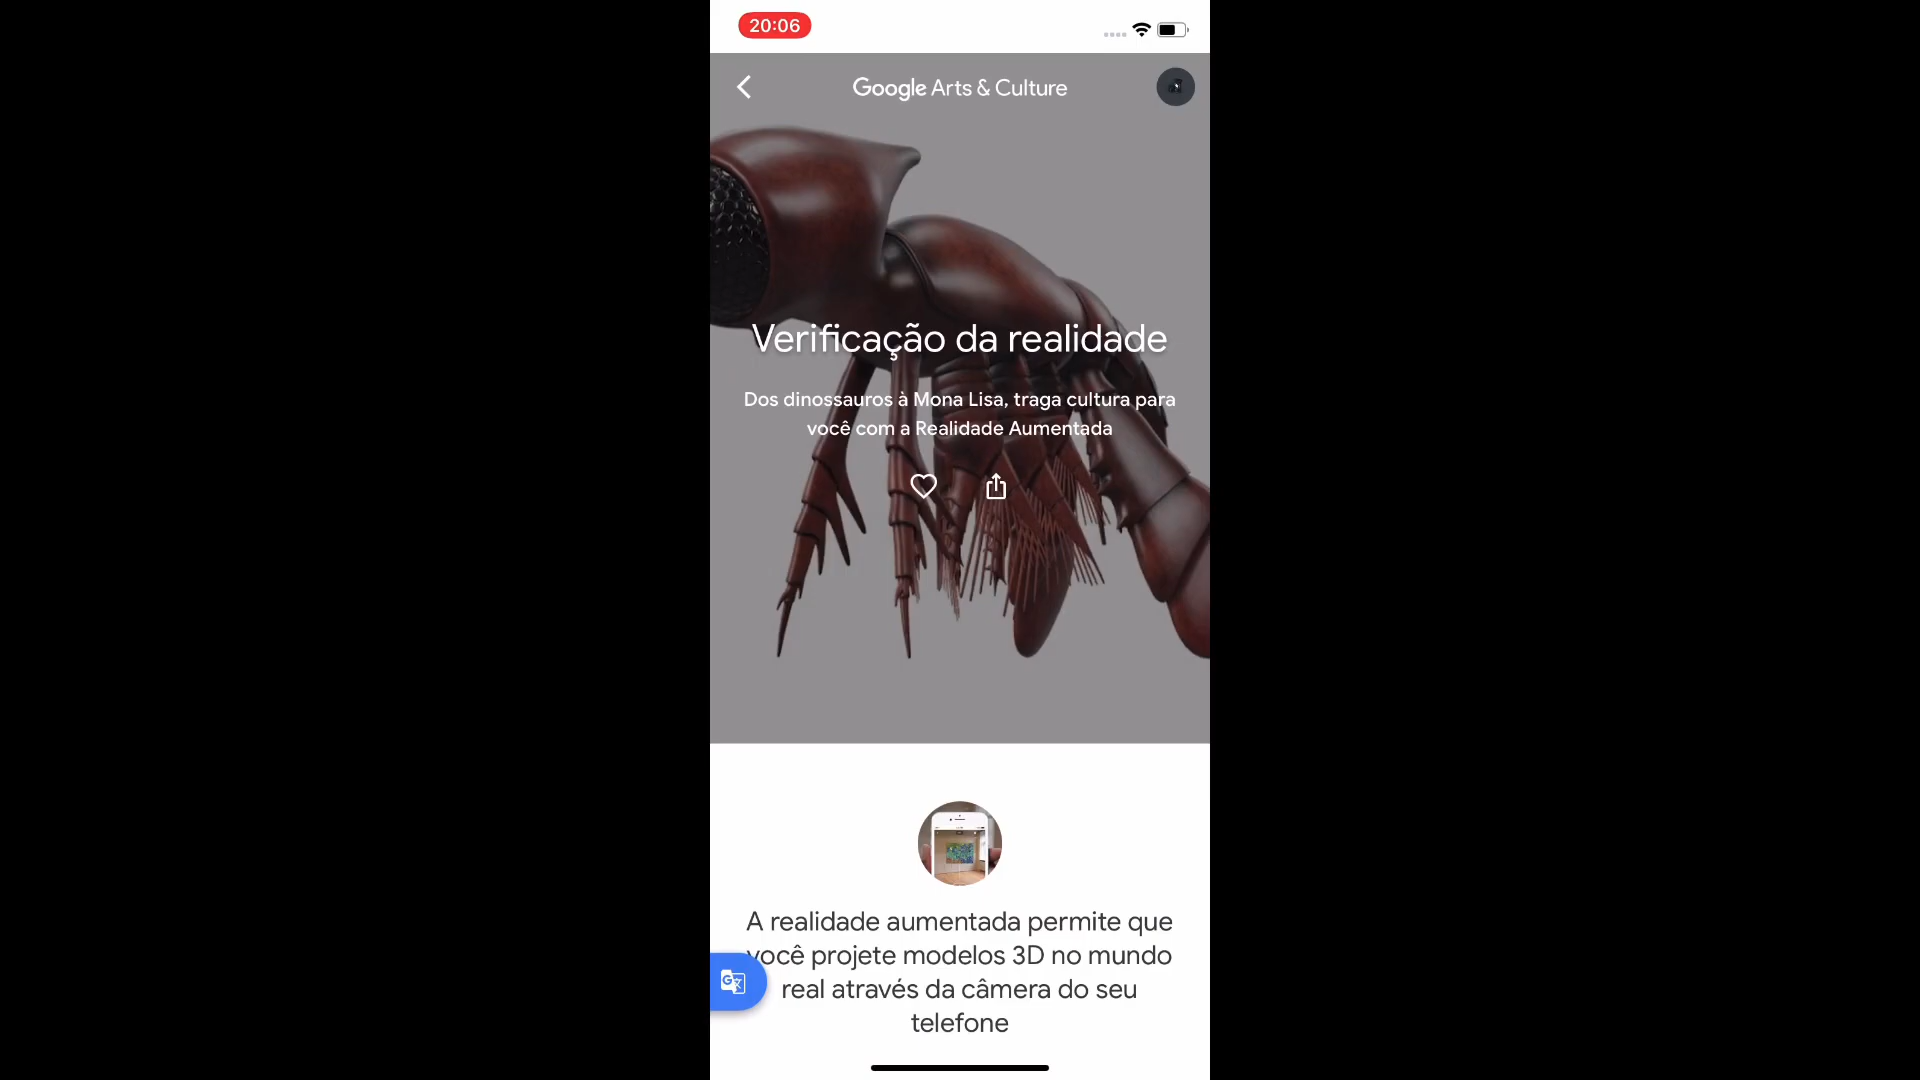 20:06
Google Arts & Culture
Verificação da realidade
Dos dinossauros à Mona Lisa, traga cultura para
você com a Realidade Aumentada
A realidade aumentada permite que
você projete modelos 3D no mundo
real através da câmera do seu
telefone